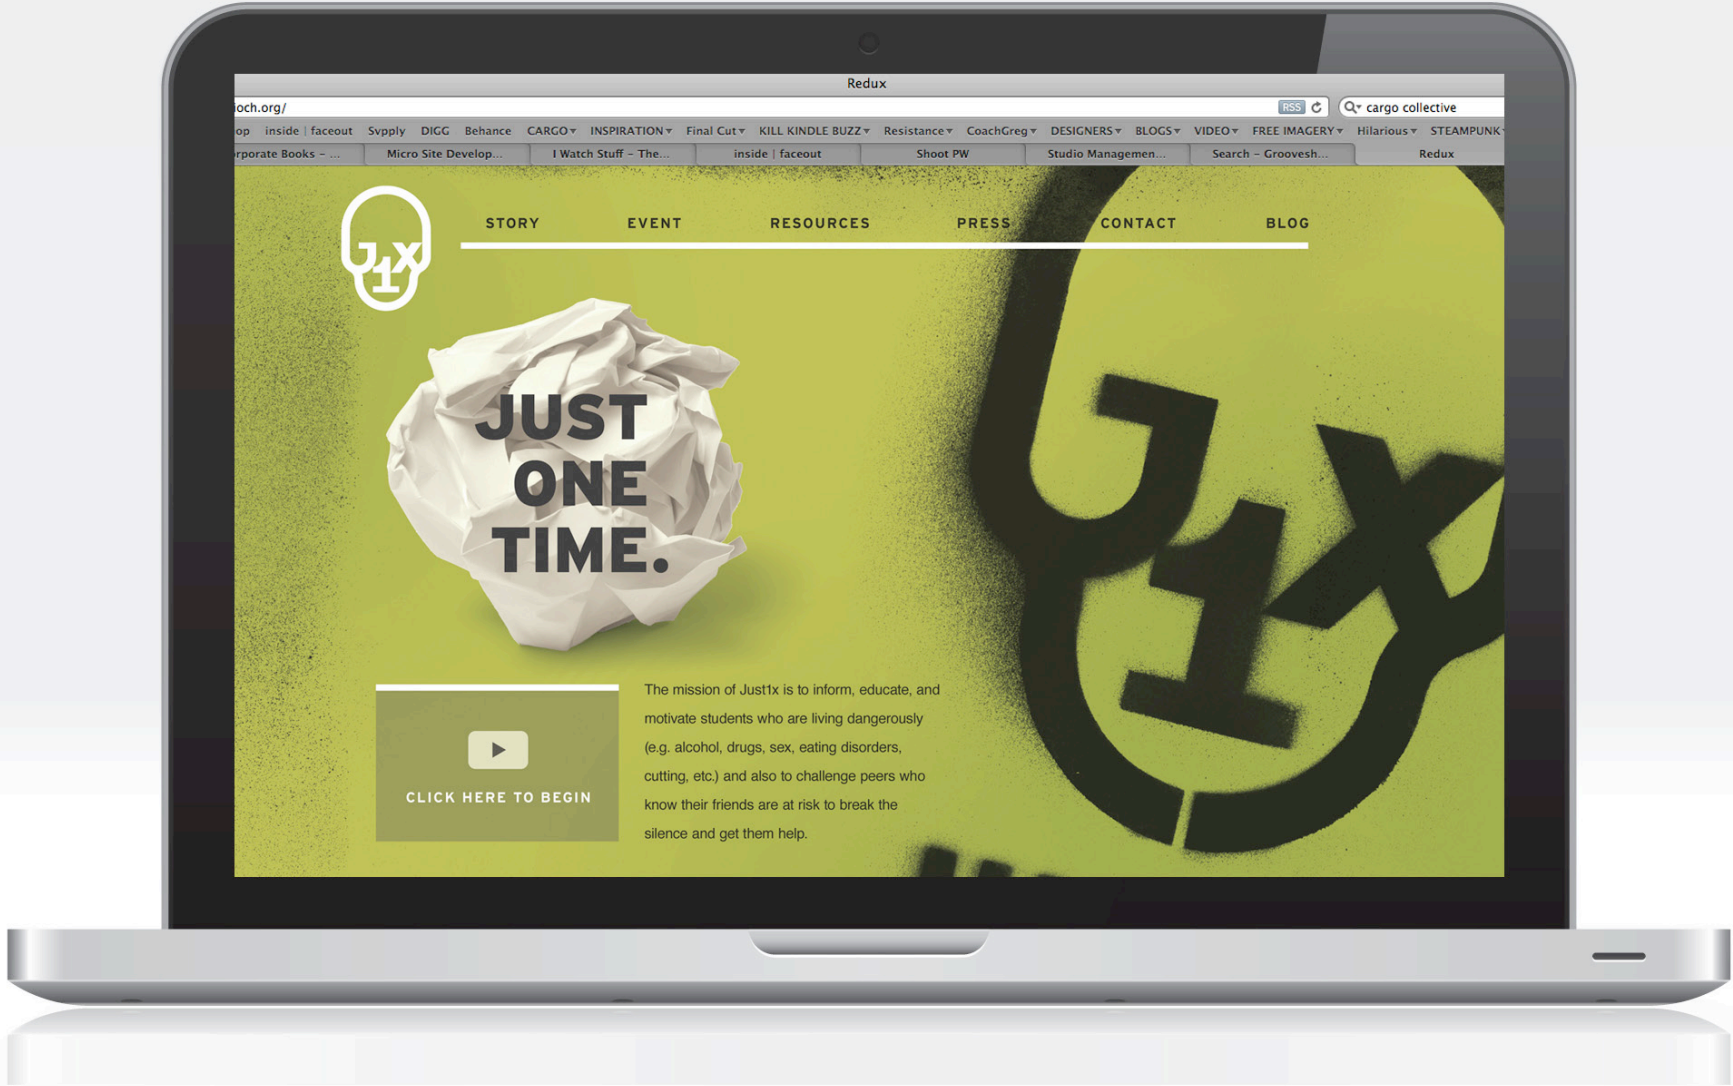 Redux
ioch.org/
RSS
cargo collective
op inside | faceout Svpply DIGG Behance CARGO INSPIRATION Final Cut KILL KINDLE BUZZ Resistance CoachGreg DESIGNERS BLOGS VIDEO FREE IMAGERY Hilarious STEAMPUNK
rporate Books – ... Micro Site Develop... I Watch Stuff – The... inside | faceout Shoot PW Studio Managemen... Search – Groovesh... Redux
J1X
STORY EVENT RESOURCES PRESS CONTACT BLOG
JUST
ONE
TIME.
J1X
CLICK HERE TO BEGIN
The mission of Just1x is to inform, educate, and
motivate students who are living dangerously
(e.g. alcohol, drugs, sex, eating disorders,
cutting, etc.) and also to challenge peers who
know their friends are at risk to break the
silence and get them help.